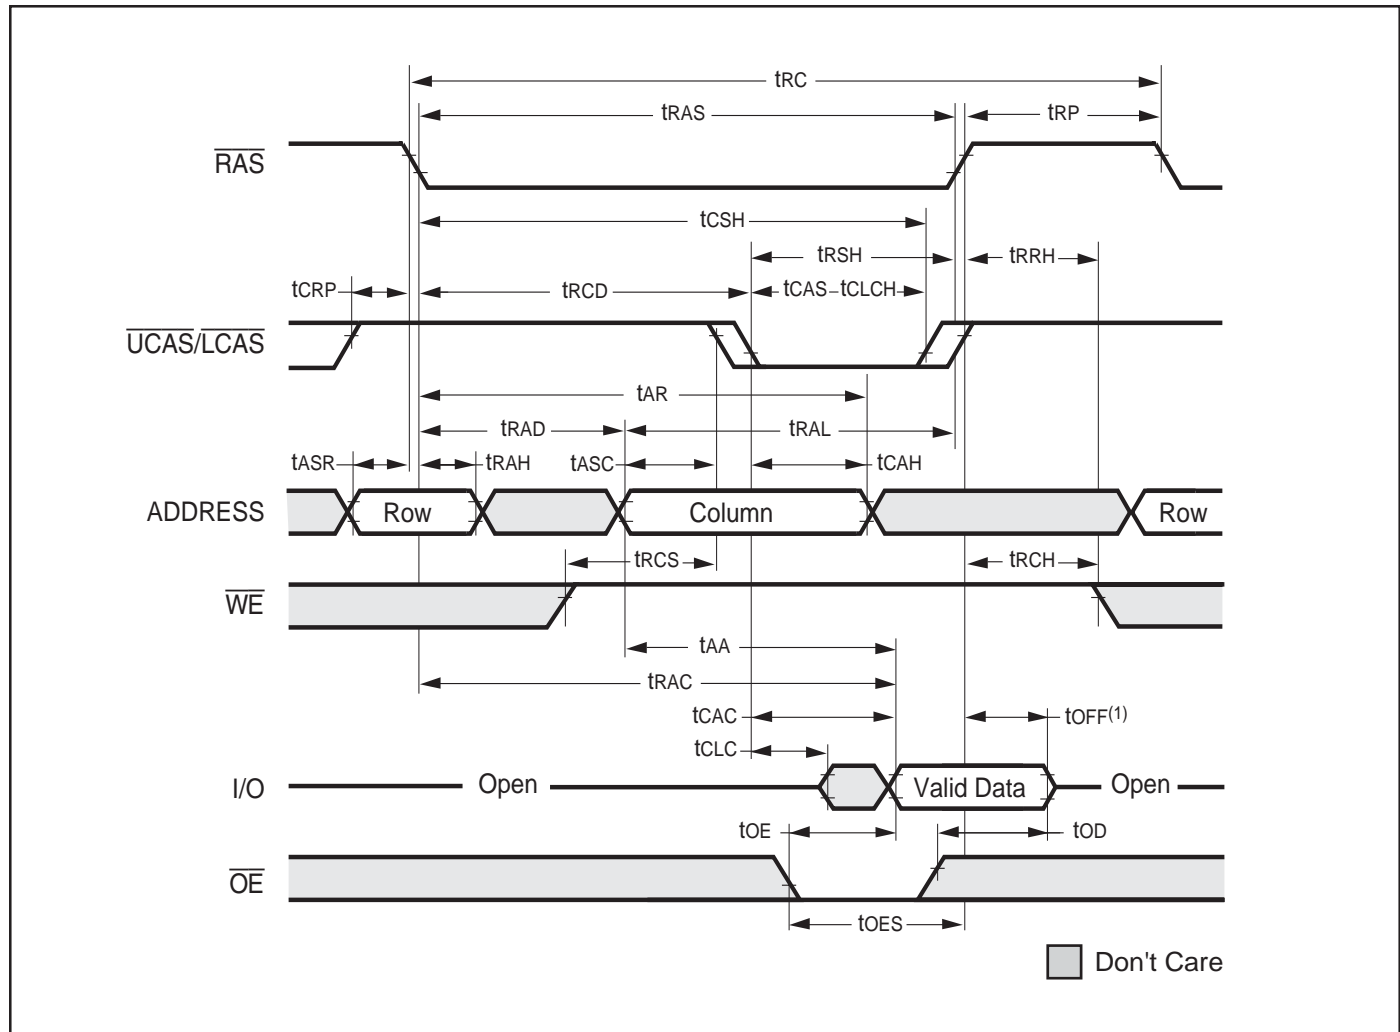 tRC
tRAS
tRP
RAS
tCSH
tRSH
tRRH
tCRP
tRCD
tCAS
tCLCH
UCAS/LCAS
tAR
tRAD
tRAL
tASR
tRAH
tASC
tCAH
ADDRESS
Row
Column
Row
tRCS
tRCH
WE
tAA
tRAC
tCAC
tOFF(1)
tCLC
I/O
Open
Valid Data
Open
tOE
tOD
OE
tOES
Don't Care